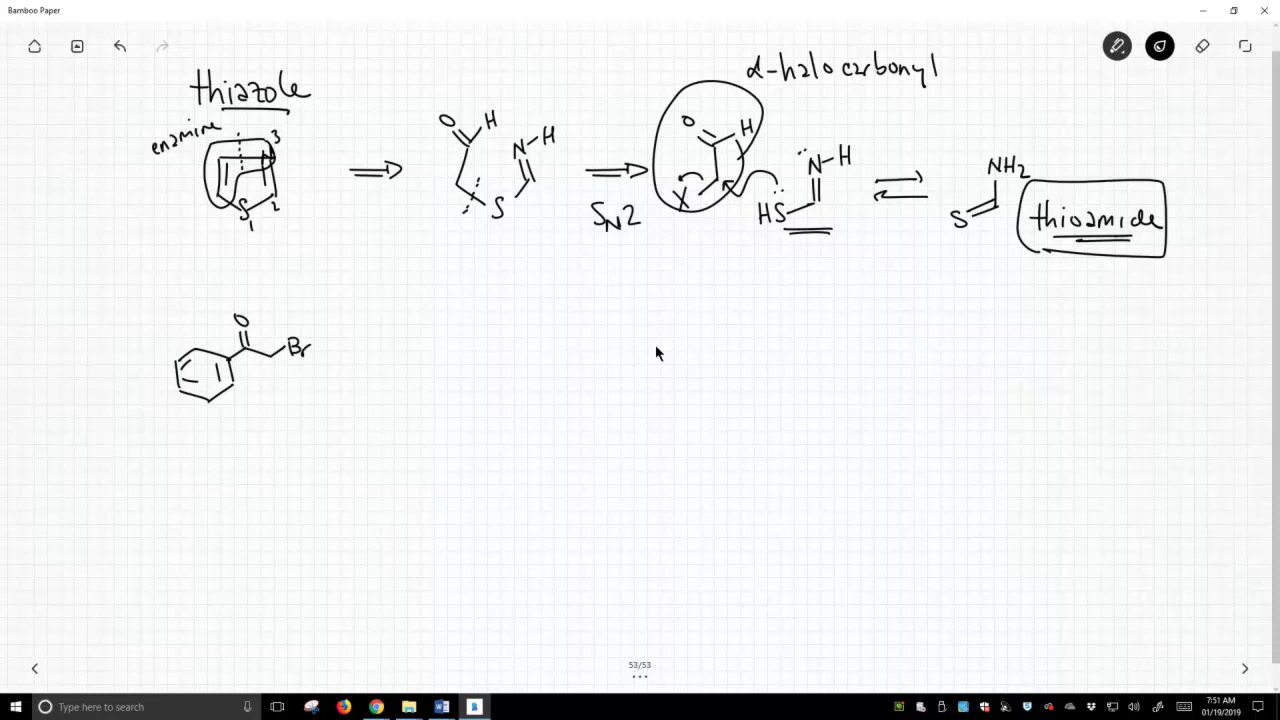 Bamboo Paper
α-halo carbonyl
thiazole
enamine
3
2
S
1
O
H
N-H
S
SN2
O
H
X
N-H
HS
NH2
S
thioamide
O
Br
53/53
Type here to search
7:51 AM
01/19/2019